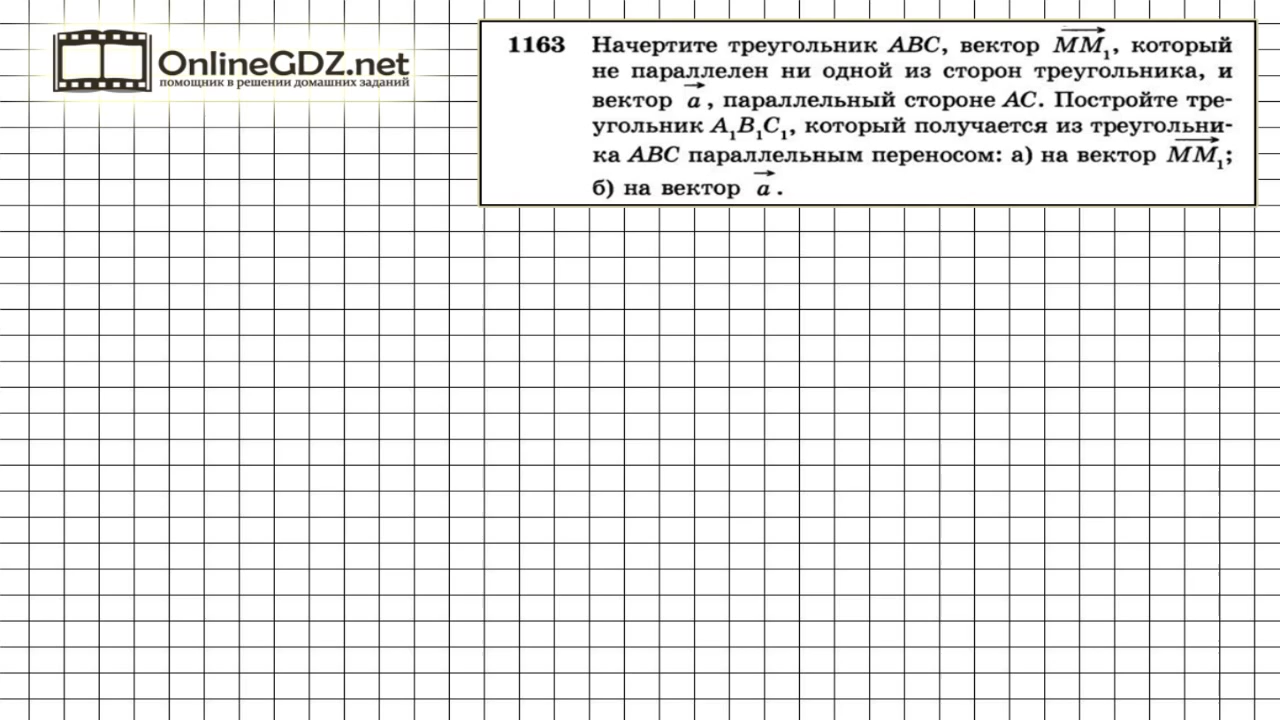 OnlineGDZ.net
помощник в решении домашних заданий
1163 Начертите треугольник ABC, вектор MM₁, который
не параллелен ни одной из сторон треугольника, и
вектор a, параллельный стороне AC. Постройте тре-
угольник A₁B₁C₁, который получается из треугольни-
ка ABC параллельным переносом: а) на вектор MM₁;
б) на вектор a.